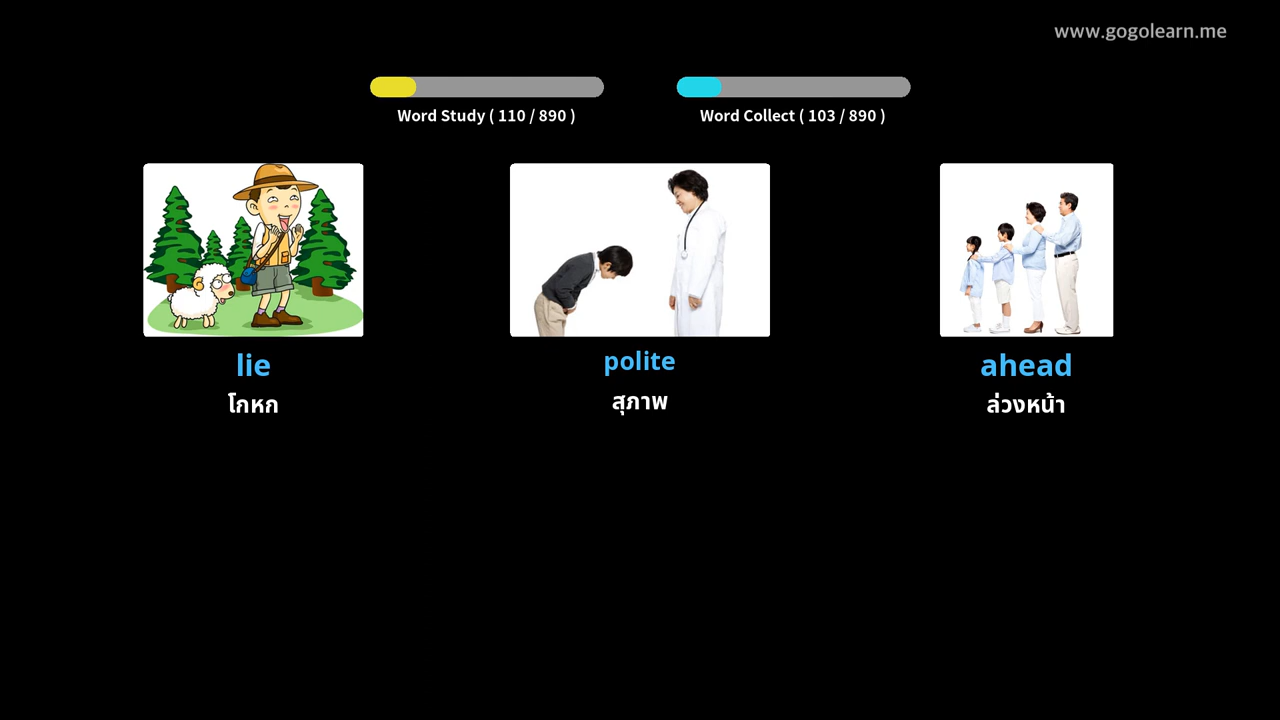 www.gogolearn.me
Word Study ( 110 / 890 )
Word Collect ( 103 / 890 )
lie
โกหก
polite
สุภาพ
ahead
ล่วงหน้า